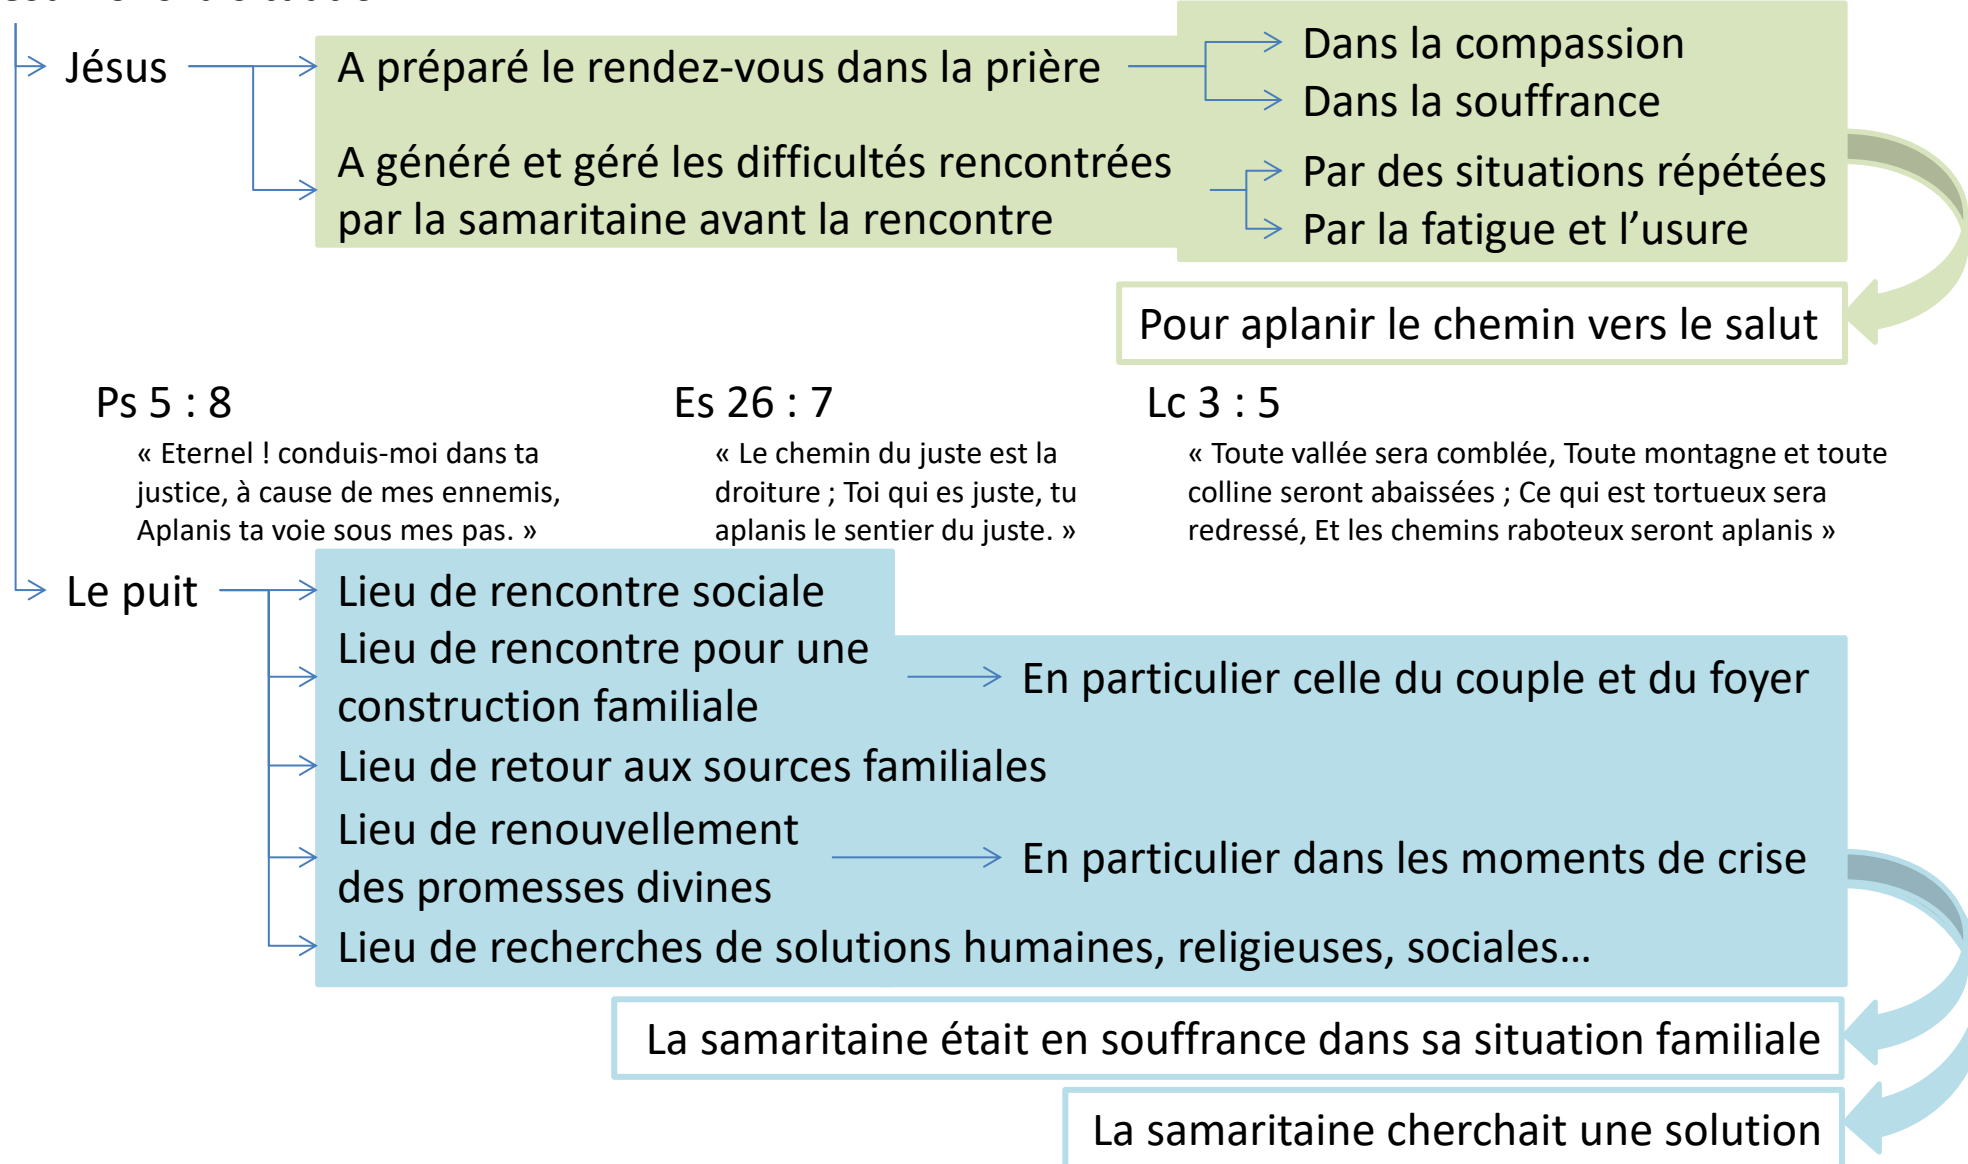 Jésus
A préparé le rendez-vous dans la prière
Dans la compassion
Dans la souffrance
A généré et géré les difficultés rencontrées
par la samaritaine avant la rencontre
Par des situations répétées
Par la fatigue et l’usure
Pour aplanir le chemin vers le salut
Ps 5 : 8
« Eternel ! conduis-moi dans ta
justice, à cause de mes ennemis,
Aplanis ta voie sous mes pas. »
Es 26 : 7
« Le chemin du juste est la
droiture ; Toi qui es juste, tu
aplanis le sentier du juste. »
Lc 3 : 5
« Toute vallée sera comblée, Toute montagne et toute
colline seront abaissées ; Ce qui est tortueux sera
redressé, Et les chemins raboteux seront aplanis »
Le puit
Lieu de rencontre sociale
Lieu de rencontre pour une
construction familiale
En particulier celle du couple et du foyer
Lieu de retour aux sources familiales
Lieu de renouvellement
des promesses divines
En particulier dans les moments de crise
Lieu de recherches de solutions humaines, religieuses, sociales…
La samaritaine était en souffrance dans sa situation familiale
La samaritaine cherchait une solution